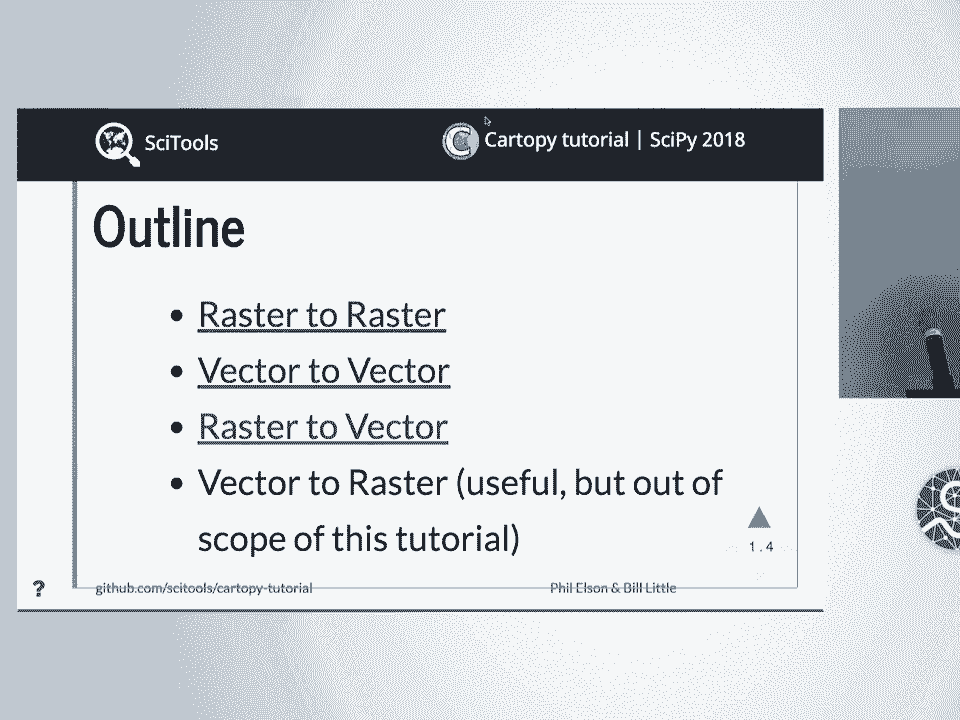 SciTools
Cartopy tutorial | SciPy 2018
Outline
• Raster to Raster
• Vector to Vector
• Raster to Vector
• Vector to Raster (useful, but out of
scope of this tutorial)
1.4
?
github.com/scitools/cartopy-tutorial
Phil Elson & Bill Little